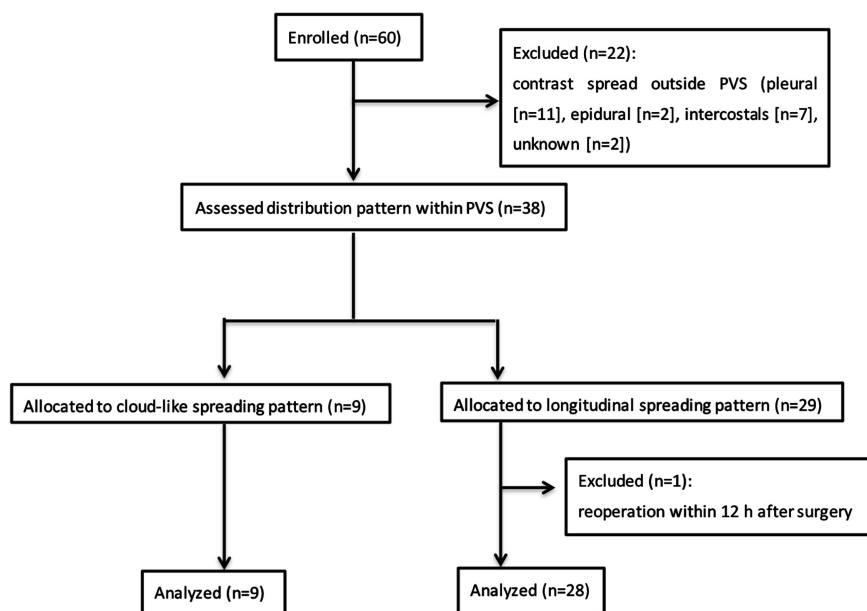 Enrolled (n=60)
Excluded (n=22):
contrast spread outside PVS (pleural
[n=11], epidural [n=2], intercostals [n=7],
unknown [n=2])
Assessed distribution pattern within PVS (n=38)
Allocated to cloud-like spreading pattern (n=9)
Allocated to longitudinal spreading pattern (n=29)
Excluded (n=1):
reoperation within 12 h after surgery
Analyzed (n=9)
Analyzed (n=28)